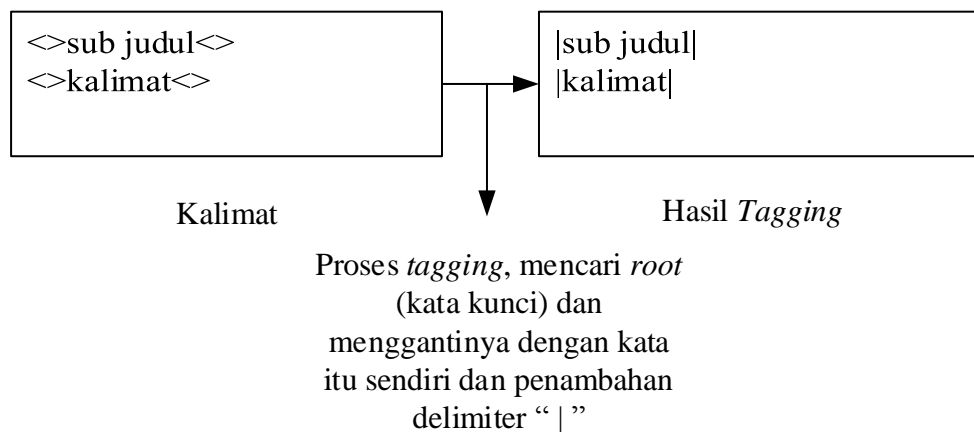 <>sub judul<>
<>kalimat<>
|sub judul|
|kalimat|
Kalimat
Hasil Tagging
Proses tagging, mencari root
(kata kunci) dan
menggantinya dengan kata
itu sendiri dan penambahan
delimiter “ | ”